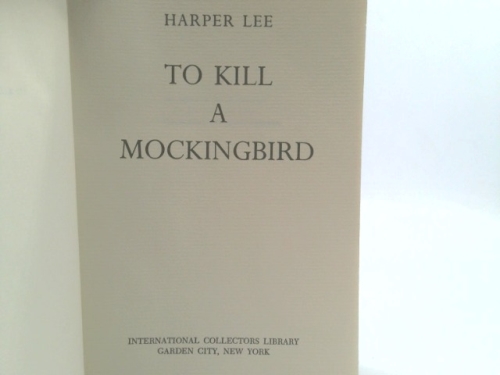 HARPER LEE
TO KILL
A
MOCKINGBIRD
INTERNATIONAL COLLECTORS LIBRARY
GARDEN CITY, NEW YORK